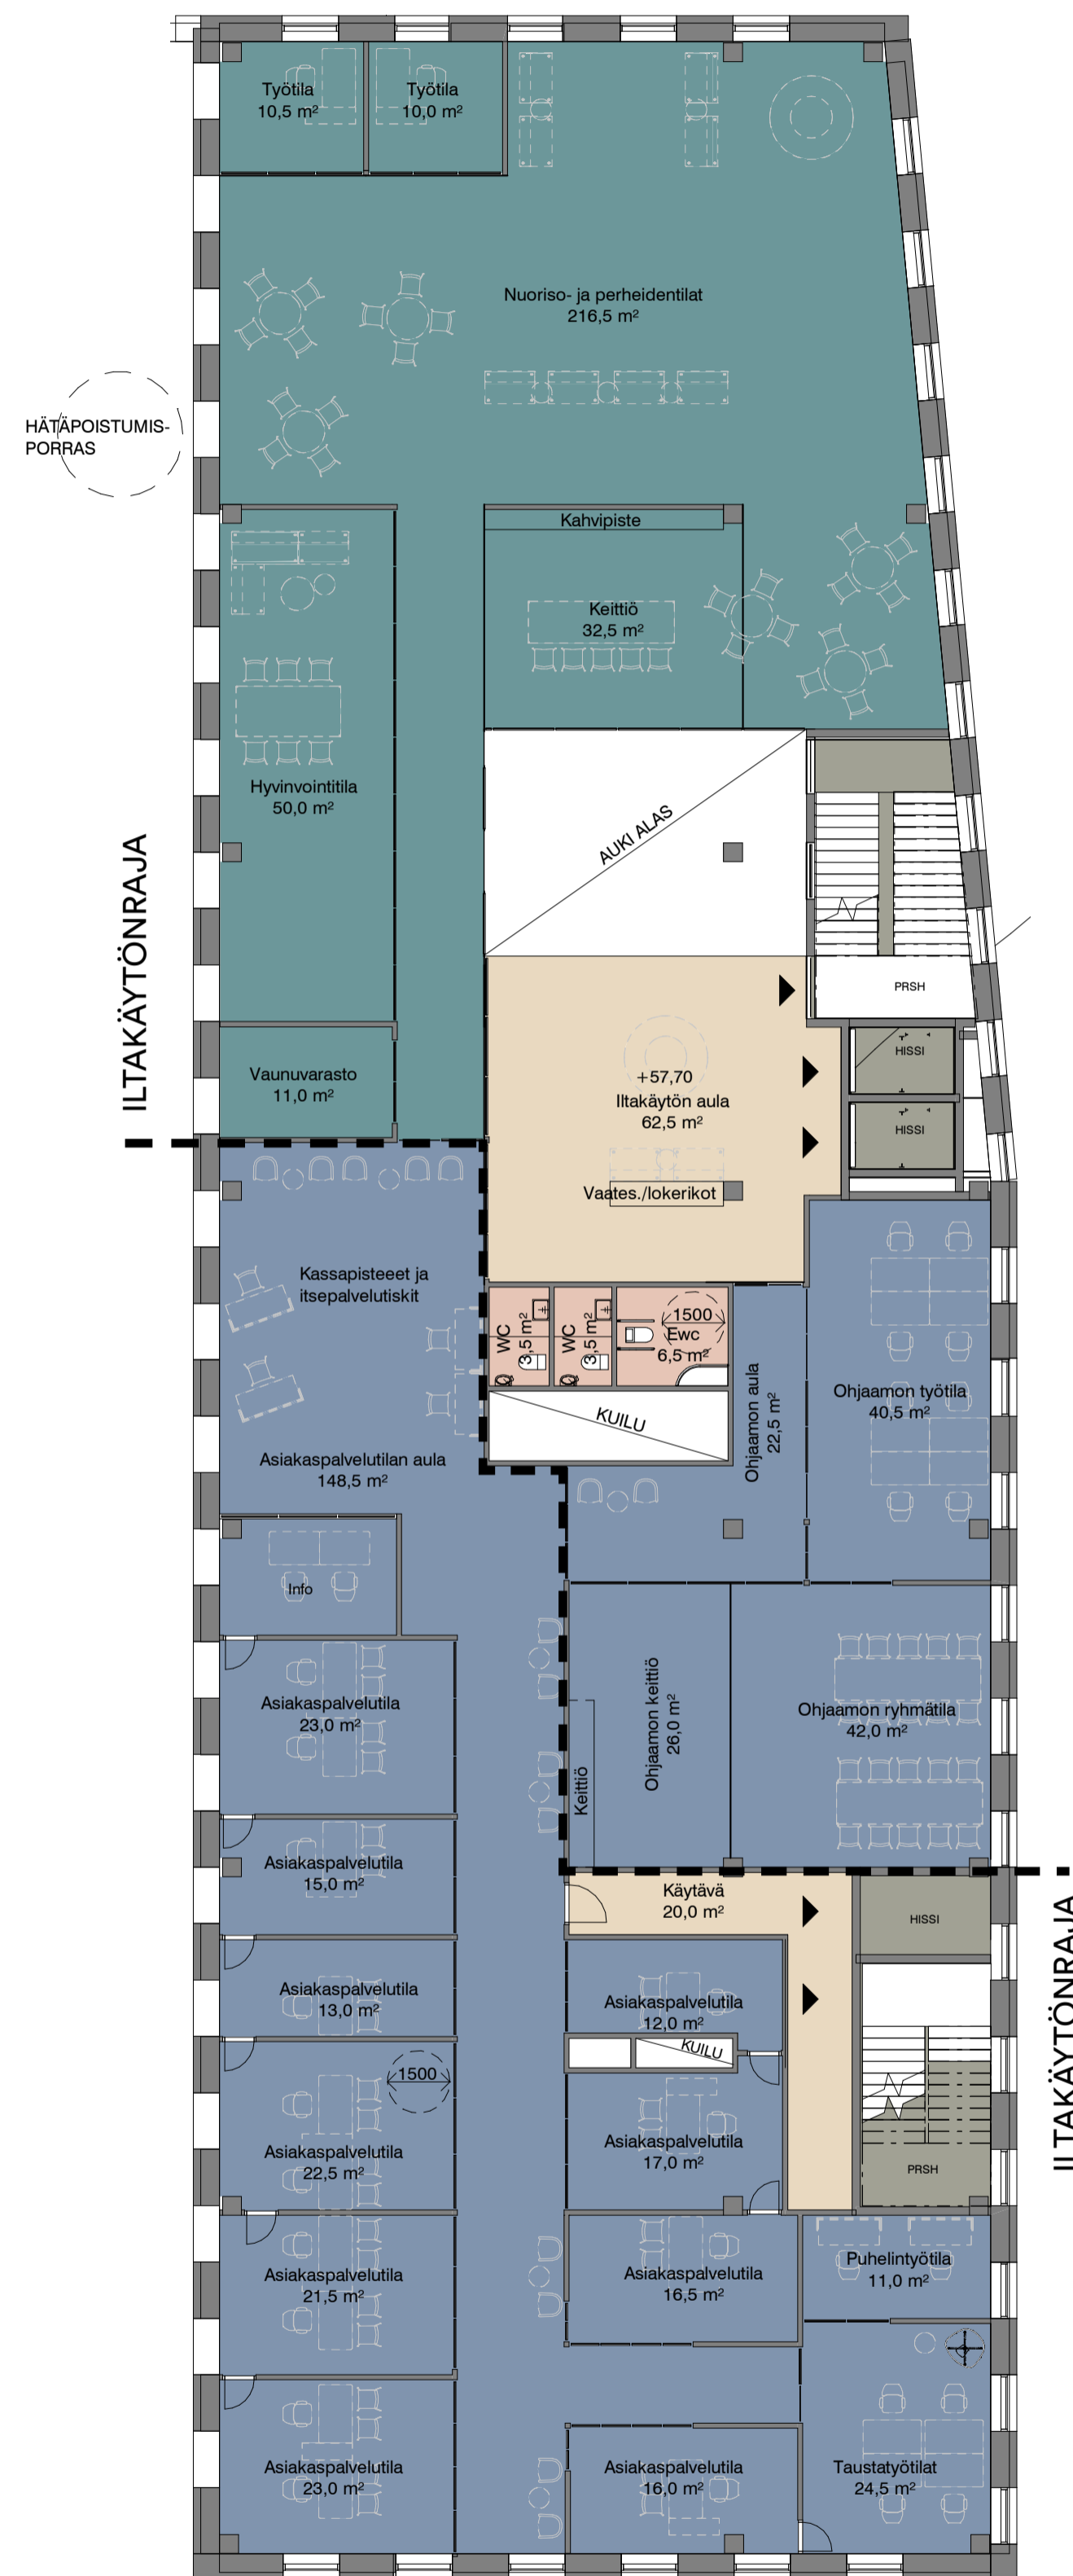 Työtila
10,5 m²
Työtila
10,0 m²
Nuoriso- ja perheidentilat
216,5 m²
HÄTÄPOISTUMIS-
PORRAS
Kahvipiste
Keittiö
32,5 m²
Hyvinvointitila
50,0 m²
AUKI ALAS
ILTAKÄYTÖNRAJA
PRSH
HISSI
HISSI
Vaunuvarasto
11,0 m²
+57,70
Iltakäytön aula
62,5 m²
Vaates./lokerikot
Kassapisteeet ja
itsepalvelutiskit
WC
3,5 m²
WC
3,5 m²
1500
Ewc
6,5 m²
KUILU
Ohjaamon aula
22,5 m²
Ohjaamon työtila
40,5 m²
Asiakaspalvelutilan aula
148,5 m²
Info
Asiakaspalvelutila
23,0 m²
Keittiö
Ohjaamon keittiö
26,0 m²
Ohjaamon ryhmätila
42,0 m²
Asiakaspalvelutila
15,0 m²
Käytävä
20,0 m²
HISSI
ILTAKÄYTÖNRAJA
Asiakaspalvelutila
13,0 m²
Asiakaspalvelutila
12,0 m²
KUILU
1500
Asiakaspalvelutila
22,5 m²
Asiakaspalvelutila
17,0 m²
PRSH
Asiakaspalvelutila
21,5 m²
Asiakaspalvelutila
16,5 m²
Puhelintyötila
11,0 m²
Asiakaspalvelutila
23,0 m²
Asiakaspalvelutila
16,0 m²
Taustatyötilat
24,5 m²